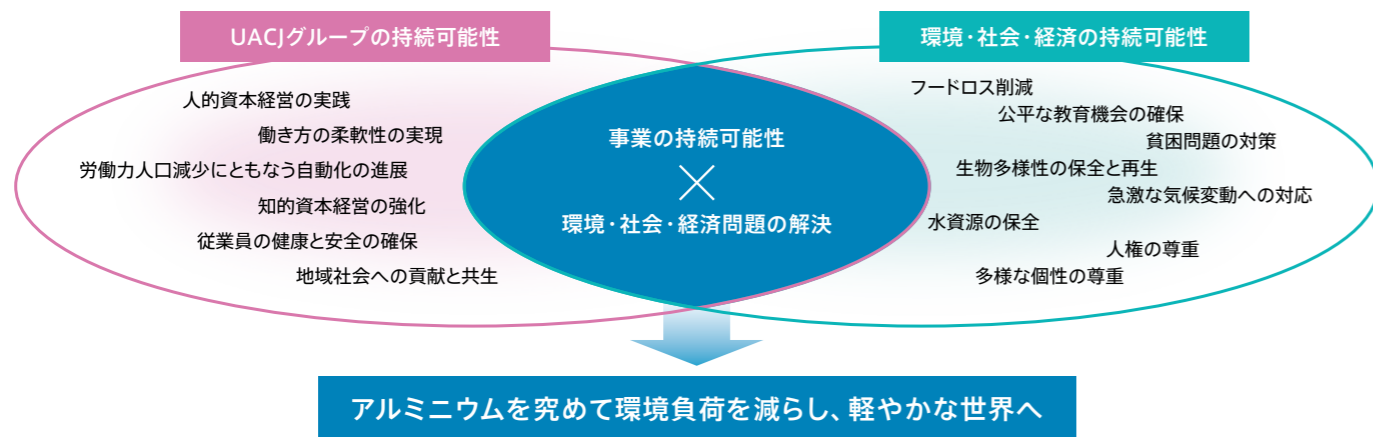 UACJグループの持続可能性
人的資本経営の実践
働き方の柔軟性の実現
労働力人口減少にともなう自動化の進展
知的資本経営の強化
従業員の健康と安全の確保
地域社会への貢献と共生
事業の持続可能性
×
環境・社会・経済問題の解決
環境・社会・経済の持続可能性
フードロス削減
公平な教育機会の確保
貧困問題の対策
生物多様性の保全と再生
急激な気候変動への対応
水資源の保全
人権の尊重
多様な個性の尊重
アルミニウムを究めて環境負荷を減らし、軽やかな世界へ